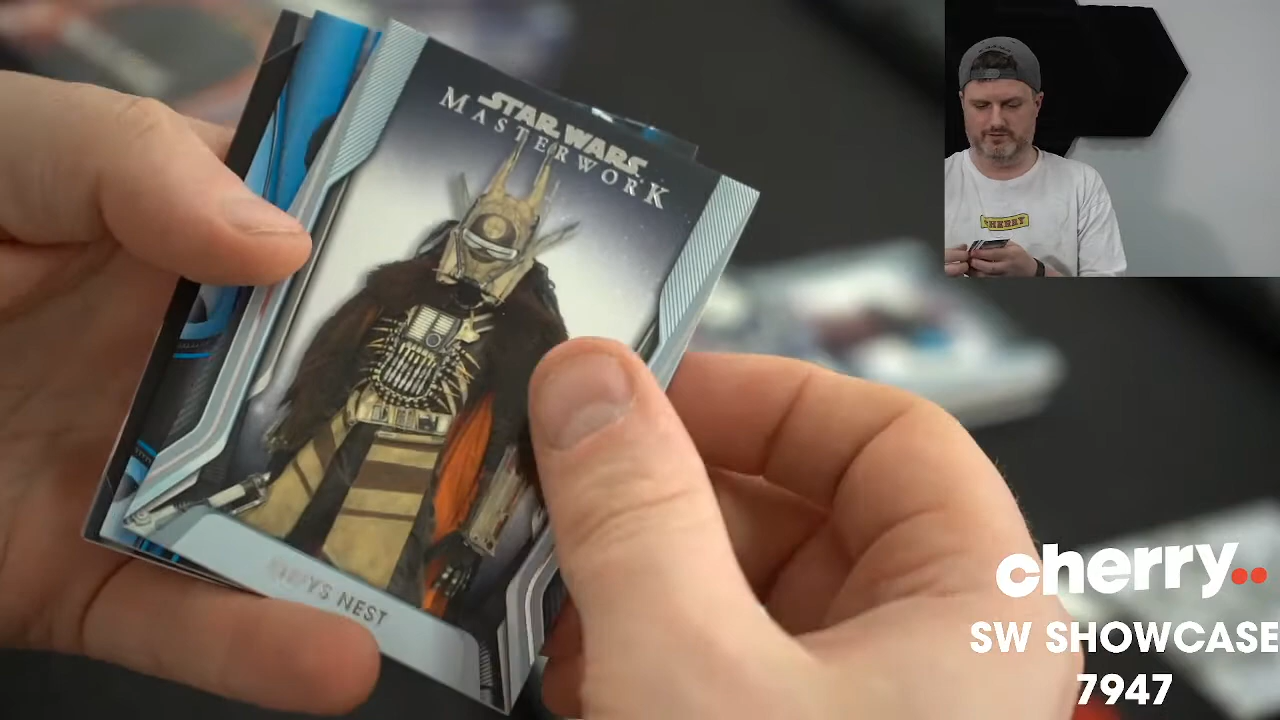 STAR WARS
MASTERWORK
CHERRY
NEST
cherry..
SW SHOWCASE
7947